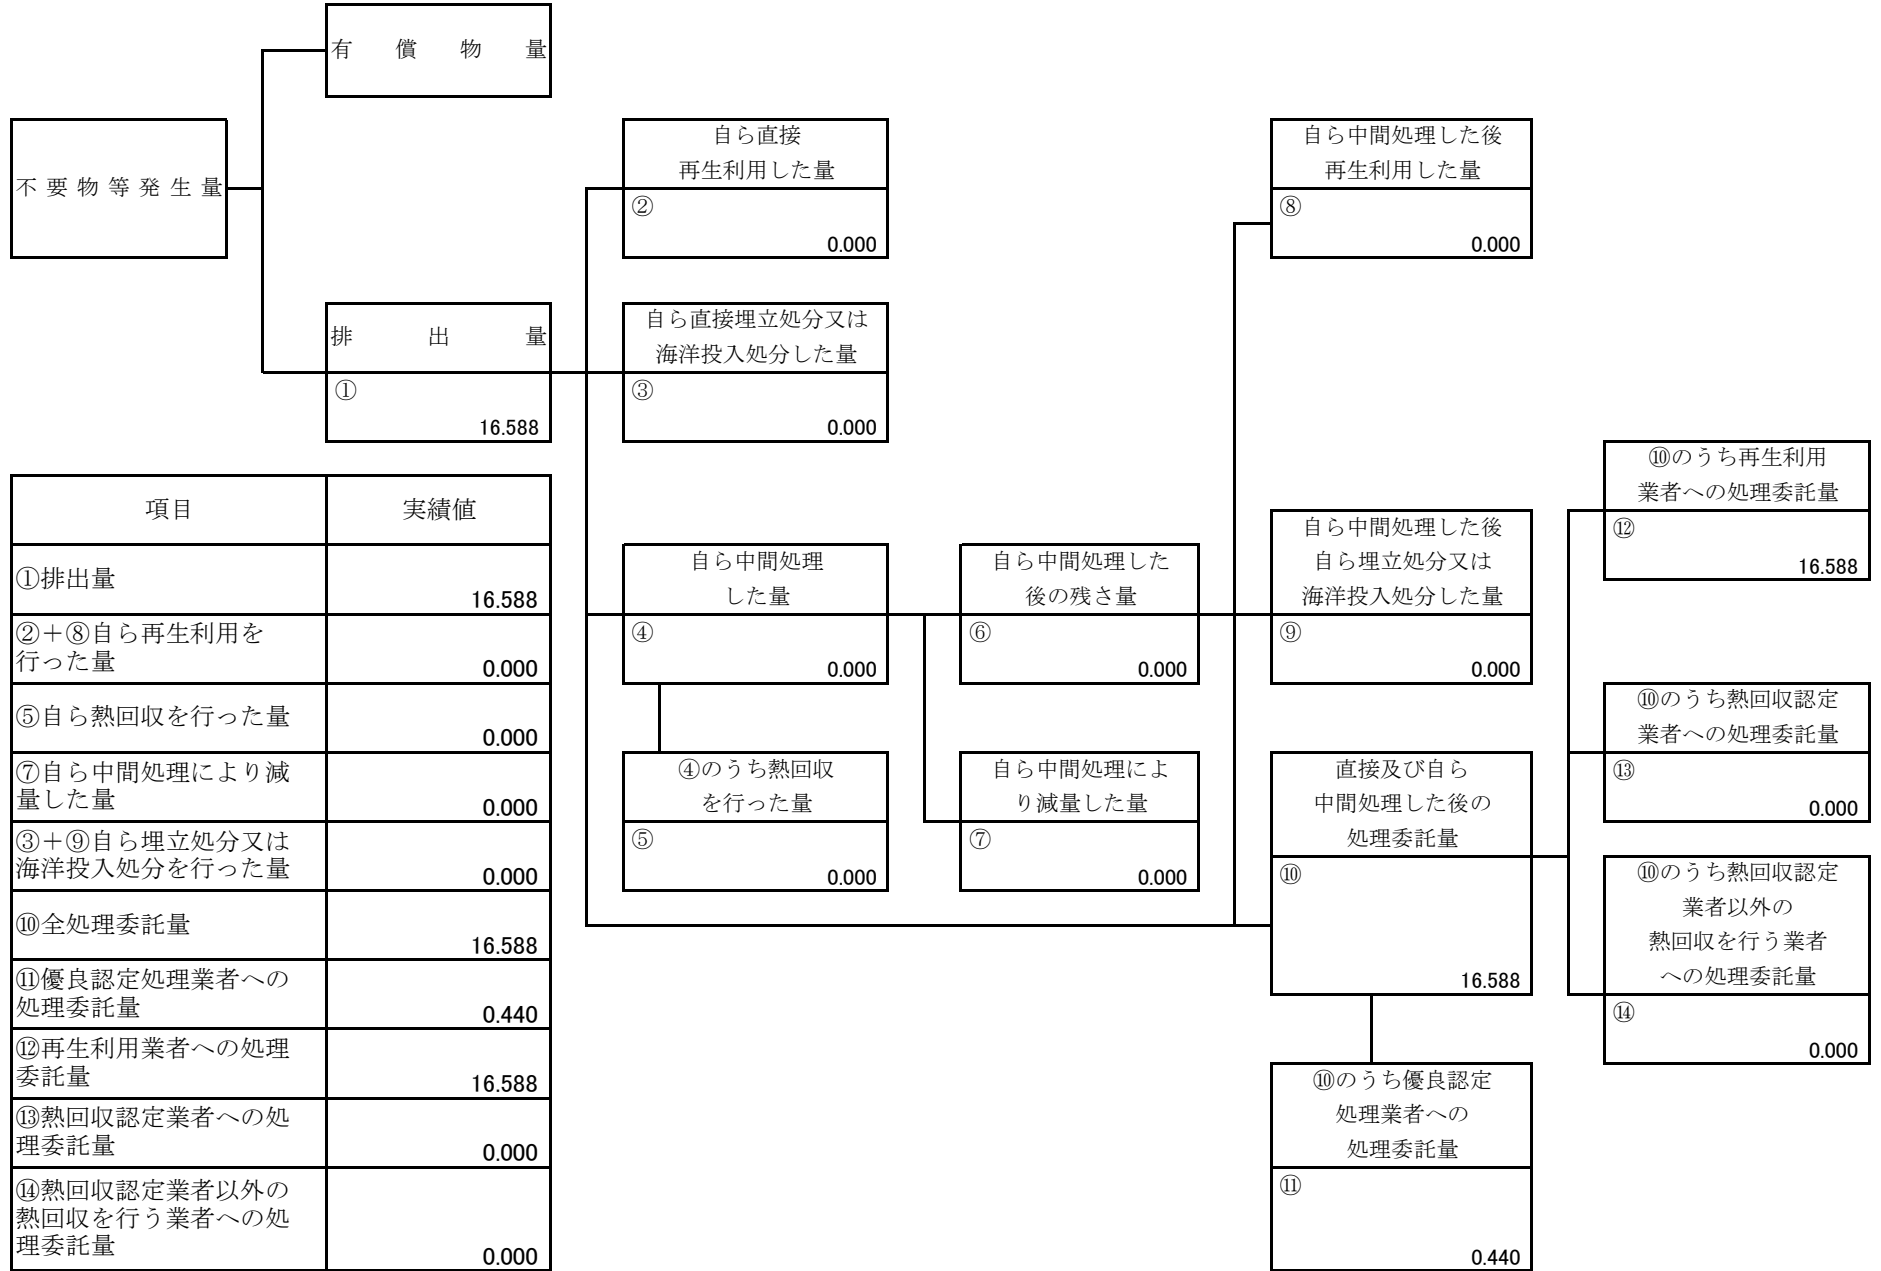 有償物量
不要物等発生量
排出量
①
16.588
自ら直接
再生利用した量
②
0.000
自ら直接埋立処分又は
海洋投入処分した量
③
0.000
自ら中間処理した後
再生利用した量
⑧
0.000
項目 実績値
①排出量
16.588
②＋⑧自ら再生利用を
行った量
0.000
⑤自ら熱回収を行った量
0.000
⑦自ら中間処理により減
量した量
0.000
③＋⑨自ら埋立処分又は
海洋投入処分を行った量
0.000
⑩全処理委託量
16.588
⑪優良認定処理業者への
処理委託量
0.440
⑫再生利用業者への処理
委託量
16.588
⑬熱回収認定業者への処
理委託量
0.000
⑭熱回収認定業者以外の
熱回収を行う業者への処
理委託量
0.000
自ら中間処理
した量
④
0.000
④のうち熱回収
を行った量
⑤
0.000
自ら中間処理した
後の残さ量
⑥
0.000
自ら中間処理によ
り減量した量
⑦
0.000
自ら中間処理した後
自ら埋立処分又は
海洋投入処分した量
⑨
0.000
直接及び自ら
中間処理した後の
処理委託量
⑩
16.588
⑩のうち優良認定
処理業者への
処理委託量
⑪
0.440
⑩のうち再生利用
業者への処理委託量
⑫
16.588
⑩のうち熱回収認定
業者への処理委託量
⑬
0.000
⑩のうち熱回収認定
業者以外の
熱回収を行う業者
への処理委託量
⑭
0.000